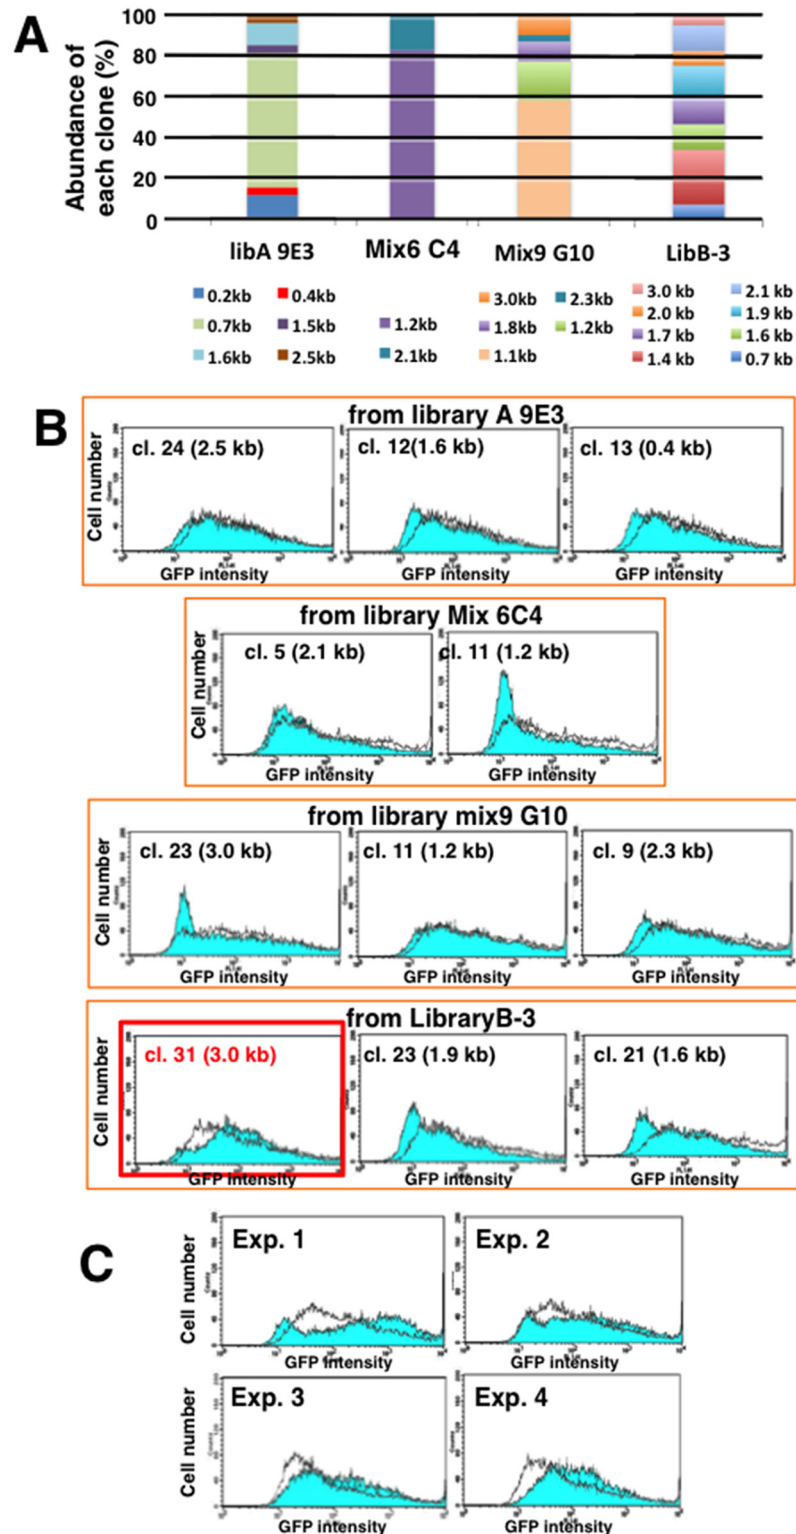 A
Abundance of
each clone (%)
100
80
60
40
20
0
libA 9E3
Mix6 C4
Mix9 G10
LibB-3
0.2kb
0.4kb
0.7kb
1.5kb
1.6kb
2.5kb
1.2kb
2.1kb
3.0kb
2.3kb
1.8kb
1.2kb
1.1kb
3.0 kb
2.1 kb
2.0 kb
1.9 kb
1.7 kb
1.6 kb
1.4 kb
0.7 kb
B
from library A 9E3
Cell number
cl. 24 (2.5 kb)
cl. 12(1.6 kb)
cl. 13 (0.4 kb)
GFP intensity
GFP intensity
GFP intensity
from library Mix 6C4
Cell number
cl. 5 (2.1 kb)
cl. 11 (1.2 kb)
GFP intensity
GFP intensity
from library mix9 G10
Cell number
cl. 23 (3.0 kb)
cl. 11 (1.2 kb)
cl. 9 (2.3 kb)
GFP intensity
GFP intensity
GFP intensity
from LibraryB-3
Cell number
cl. 31 (3.0 kb)
cl. 23 (1.9 kb)
cl. 21 (1.6 kb)
GFP intensity
GFP intensity
GFP intensity
C
Cell number
Exp. 1
Exp. 2
GFP Intensity
GFP intensity
Cell number
Exp. 3
Exp. 4
GFP intensity
GFP intensity